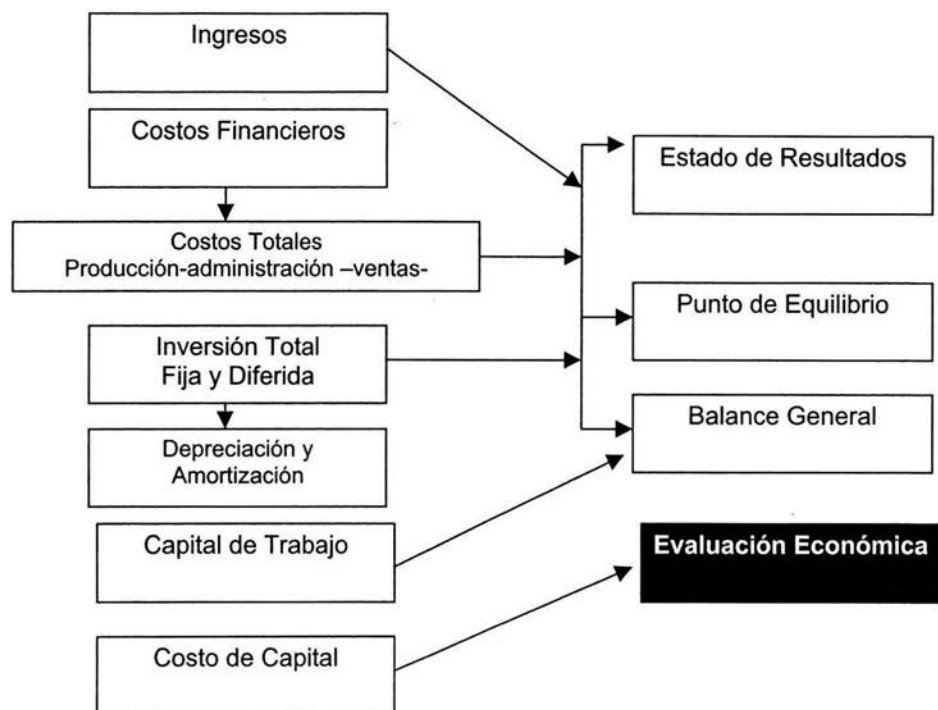 Ingresos
Costos Financieros
Costos Totales
Producción-administración –ventas-
Inversión Total
Fija y Diferida
Depreciación y
Amortización
Capital de Trabajo
Costo de Capital
Estado de Resultados
Punto de Equilibrio
Balance General
Evaluación Económica